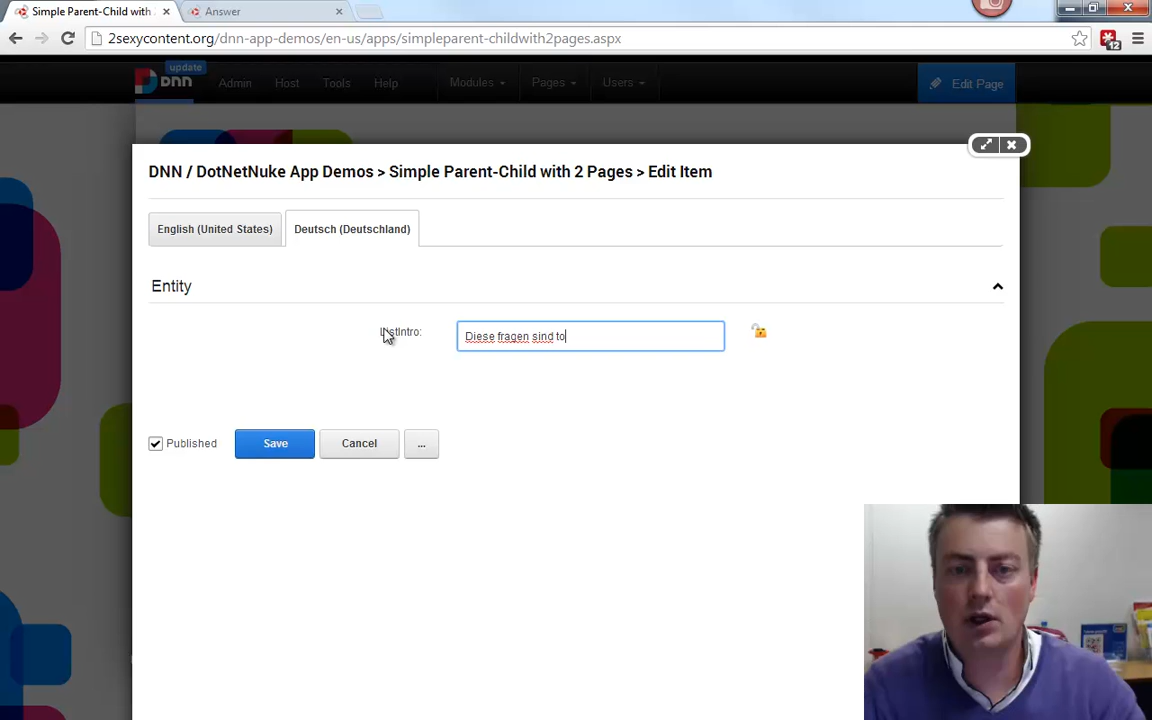 Simple Parent-Child with
Answer
2sexycontent.org/dnn-app-demos/en-us/apps/simpleparent-childwith2pages.aspx
12
update
DNN
Admin
Host
Tools
Help
Modules
Pages
Users
Edit Page
DNN / DotNetNuke App Demos > Simple Parent-Child with 2 Pages > Edit Item
English (United States)
Deutsch (Deutschland)
Entity
ListIntro:
Diese fragen sind to
Published
Save
Cancel
...